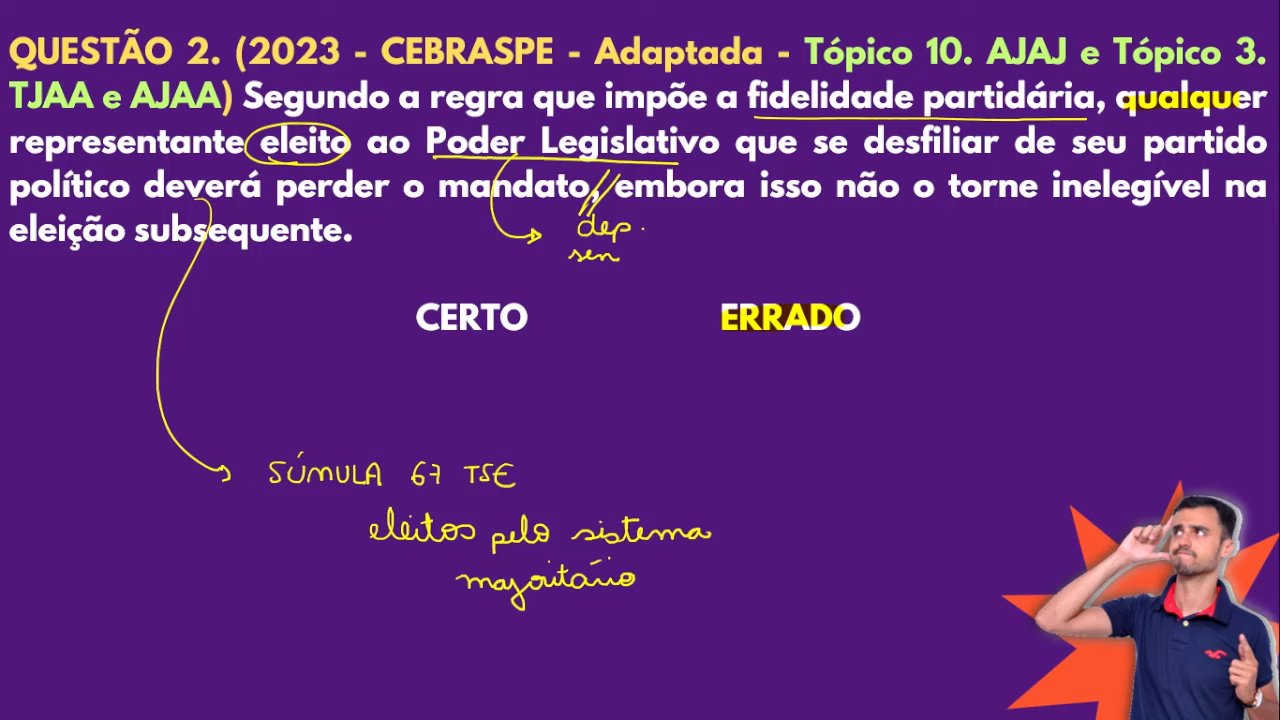 QUESTÃO 2. (2023 - CEBRASPE - Adaptada - Tópico 10. AJAJ e Tópico 3.
TJAA e AJAA) Segundo a regra que impõe a fidelidade partidária, qualquer
representante eleito ao Poder Legislativo que se desfiliar de seu partido
político deverá perder o mandato, embora isso não o torne inelegível na
eleição subsequente.
dep.
sen
CERTO ERRADO
SÚMULA 67 TSE
eleitos pelo sistema
majoritário